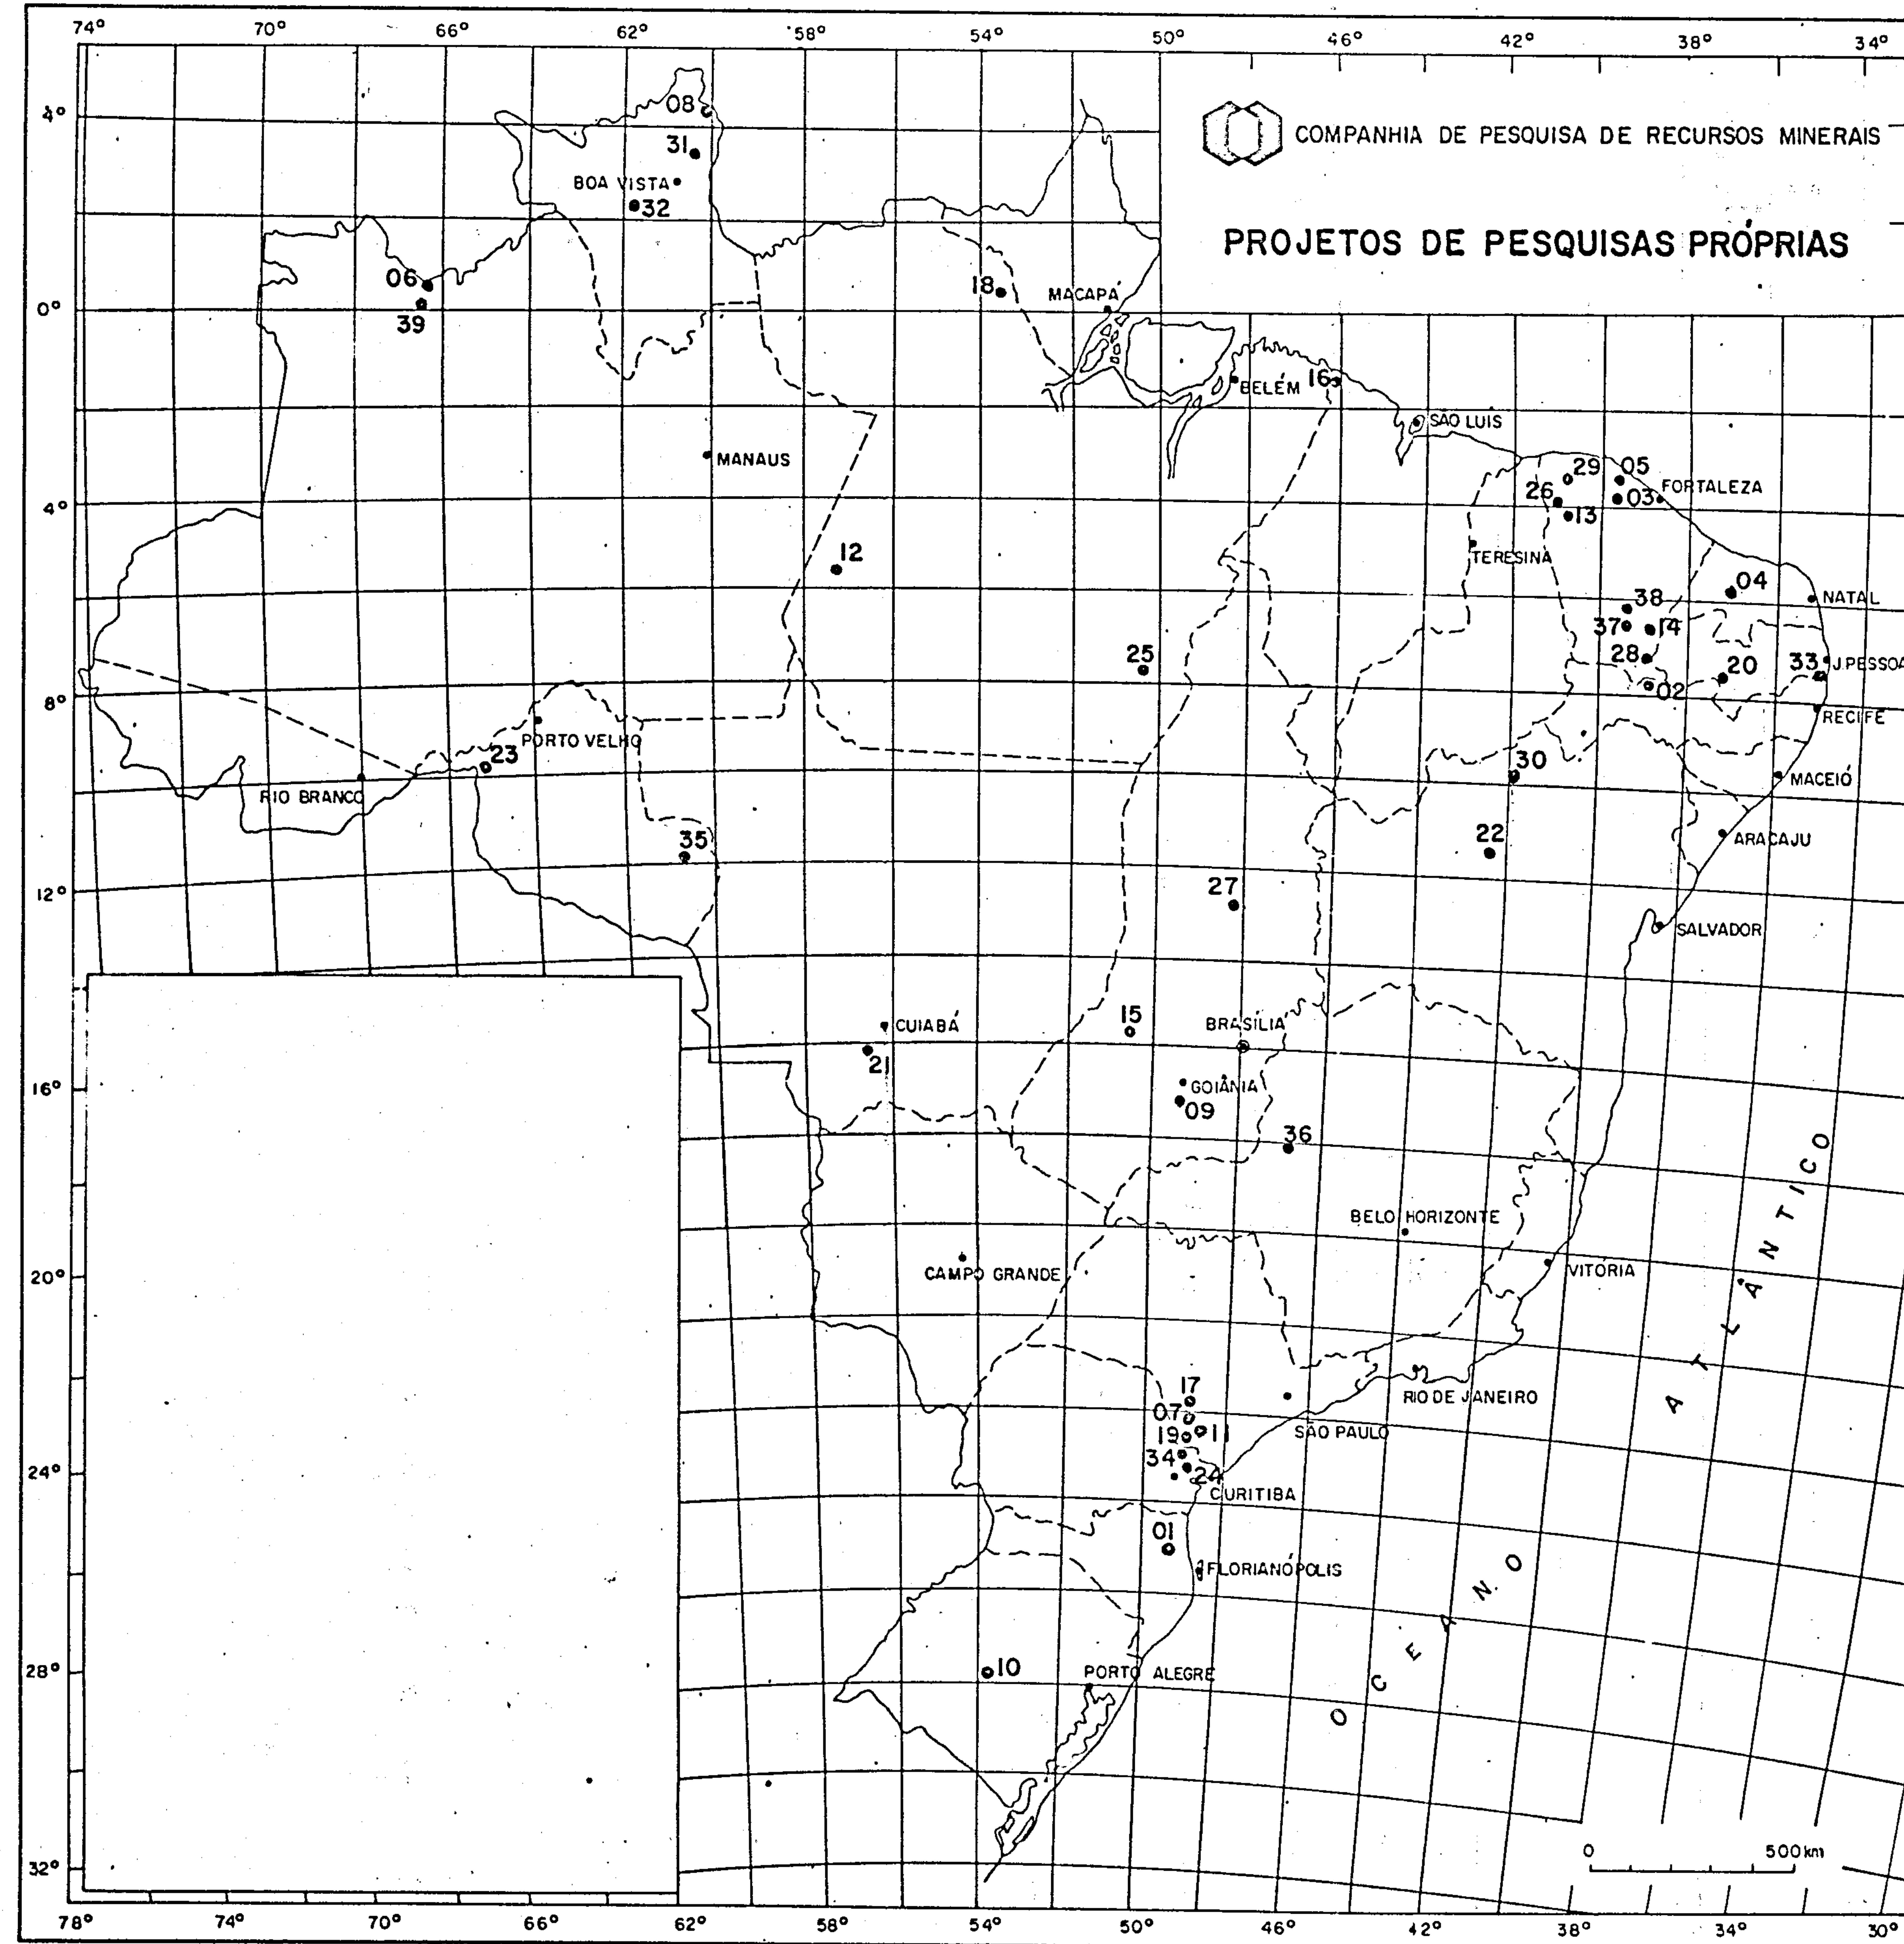 74° 70° 66° 62° 58° 54° 50° 46° 42° 38° 34°
COMPANHIA DE PESQUISA DE RECURSOS MINERAIS
PROJETOS DE PESQUISAS PRÓPRIAS
4°
08
31
BOA VISTA
32
06
39
0°
18
MACAPÁ
BELÉM
16
SÃO LUÍS
MANAUS
29
05
FORTALEZA
26
03
13
4°
TERESINA
12
04
NATAL
38
37
14
28
02
20
33
J.PESSOA
RECIFE
25
8°
PORTO VELHO
23
RIO BRANCO
30
MACEIÓ
22
ARACAJU
35
12°
27
SALVADOR
CUIABÁ
21
15
BRASÍLIA
16°
GOIÂNIA
09
36
BELO HORIZONTE
VITORIA
20°
CAMPO GRANDE
RIO DE JANEIRO
SÃO PAULO
17
07
11
19
34
24
24°
CURITIBA
01
FLORIANÓPOLIS
28°
10
PORTO ALEGRE
OCEANO
ATLÂNTICO
32°
0 500km
78° 74° 70° 66° 62° 58° 54° 50° 46° 42° 38° 34° 30°